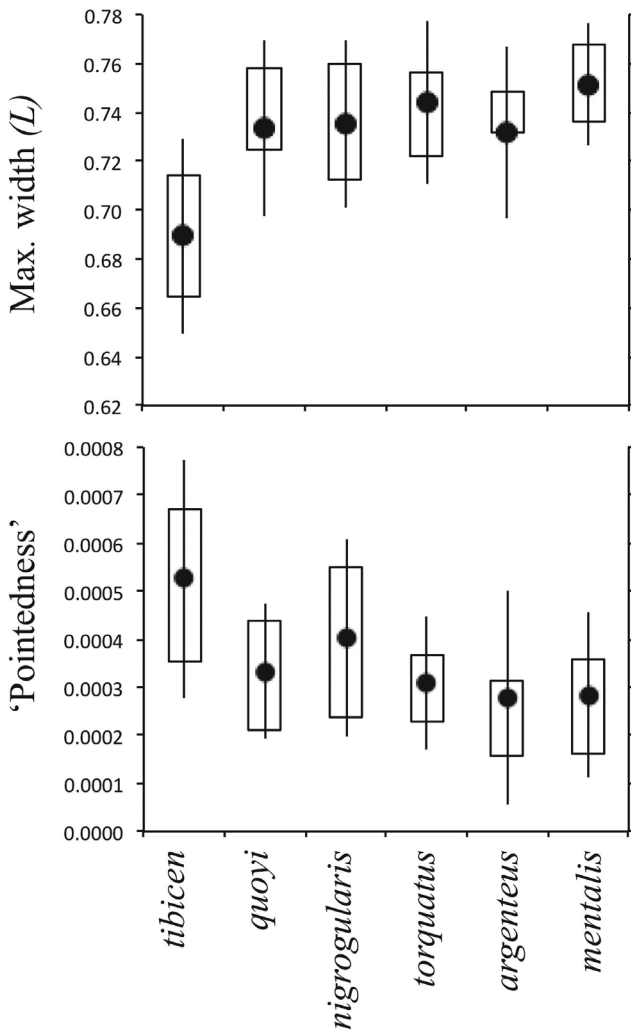 Max. width (L)
0.78
0.76
0.74
0.72
0.70
0.68
0.66
0.64
0.62
‘Pointedness’
0.0008
0.0007
0.0006
0.0005
0.0004
0.0003
0.0002
0.0001
0.0000
tibicen
quoyi
nigrogularis
torquatus
argenteus
mentalis